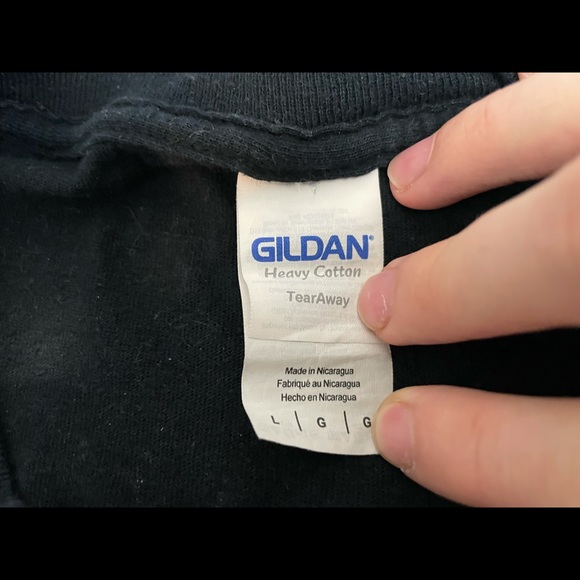 GILDAN®
Heavy Cotton
TearAway
Made in Nicaragua
Fabriqué au Nicaragua
Hecho en Nicaragua
L | G | G